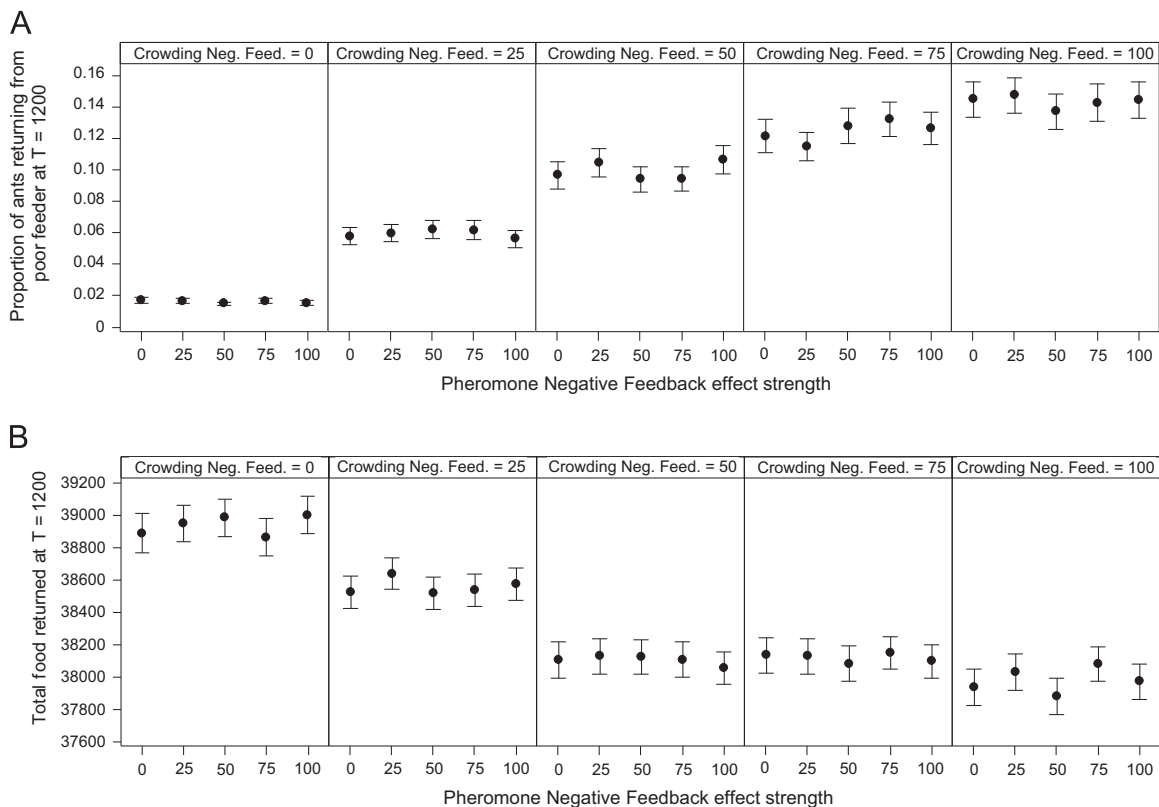 A
Crowding Neg. Feed. = 0 Crowding Neg. Feed. = 25 Crowding Neg. Feed. = 50 Crowding Neg. Feed. = 75 Crowding Neg. Feed. = 100
Proportion of ants returning from
poor feeder at T = 1200
0.16
0.14
0.12
0.10
0.08
0.06
0.04
0.02
0
0 25 50 75 100 0 25 50 75 100 0 25 50 75 100 0 25 50 75 100 0 25 50 75 100
Pheromone Negative Feedback effect strength
B
Crowding Neg. Feed. = 0 Crowding Neg. Feed. = 25 Crowding Neg. Feed. = 50 Crowding Neg. Feed. = 75 Crowding Neg. Feed. = 100
Total food returned at T = 1200
39200
39000
38800
38600
38400
38200
38000
37800
37600
0 25 50 75 100 0 25 50 75 100 0 25 50 75 100 0 25 50 75 100 0 25 50 75 100
Pheromone Negative Feedback effect strength